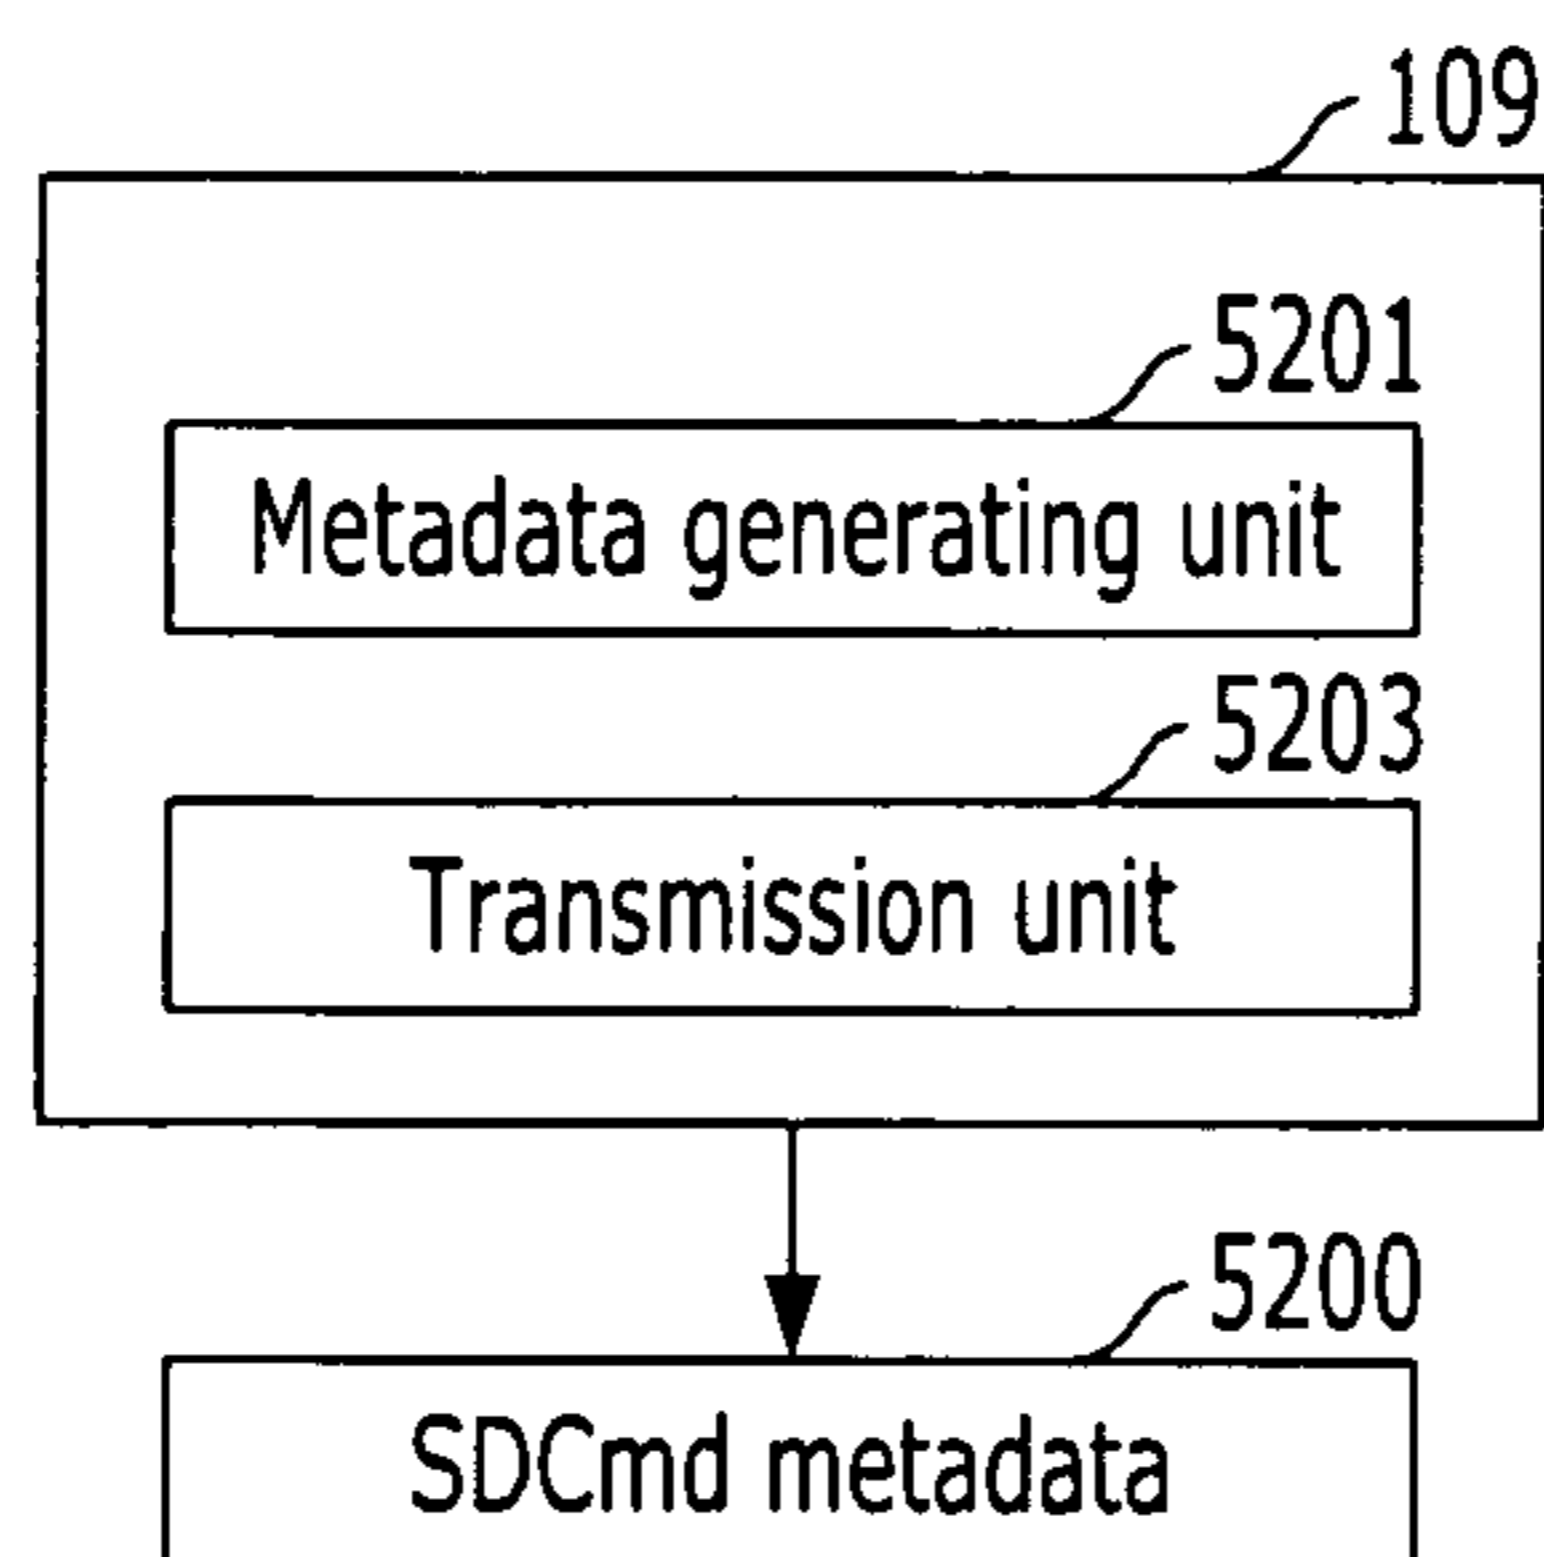 109
5201
Metadata generating unit
5203
Transmission unit
5200
SDCmd metadata